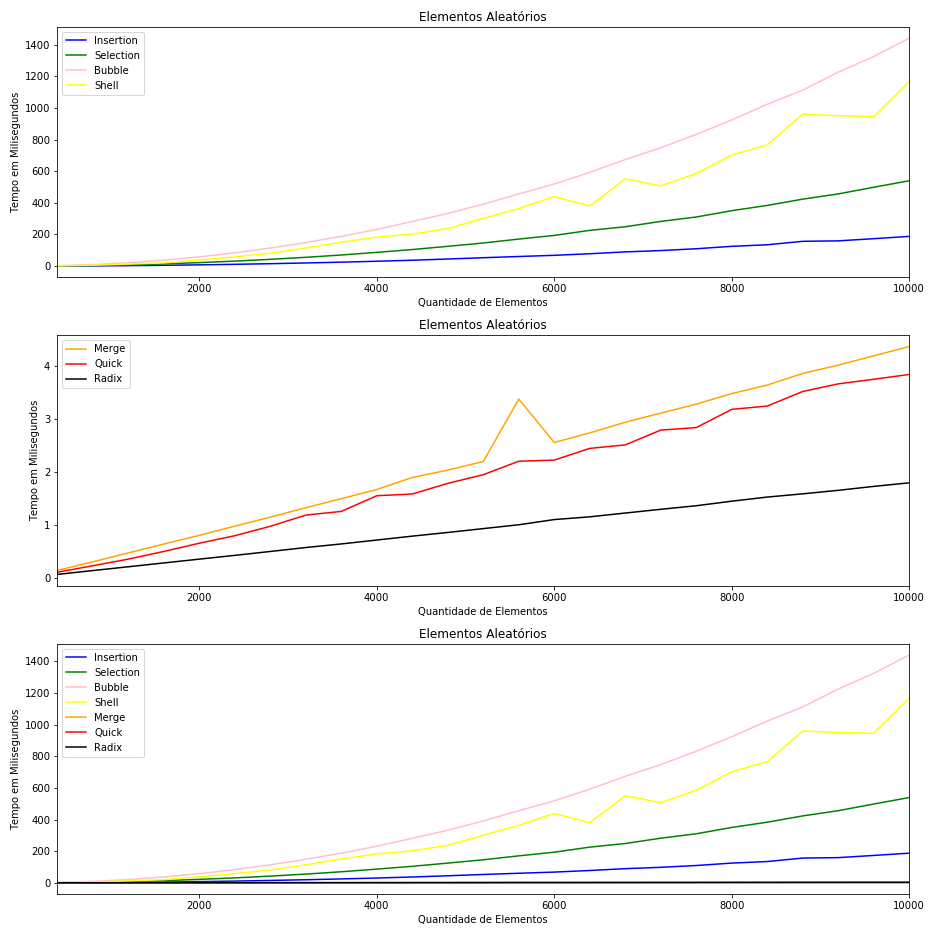 Elementos Aleatórios
Insertion
Selection
Bubble
Shell
Tempo em Milisegundos
1400
1200
1000
800
600
400
200
0
2000 4000 6000 8000 10000
Quantidade de Elementos
Elementos Aleatórios
Merge
Quick
Radix
Tempo em Milisegundos
4
3
2
1
0
2000 4000 6000 8000 10000
Quantidade de Elementos
Elementos Aleatórios
Insertion
Selection
Bubble
Shell
Merge
Quick
Radix
Tempo em Milisegundos
1400
1200
1000
800
600
400
200
0
2000 4000 6000 8000 10000
Quantidade de Elementos